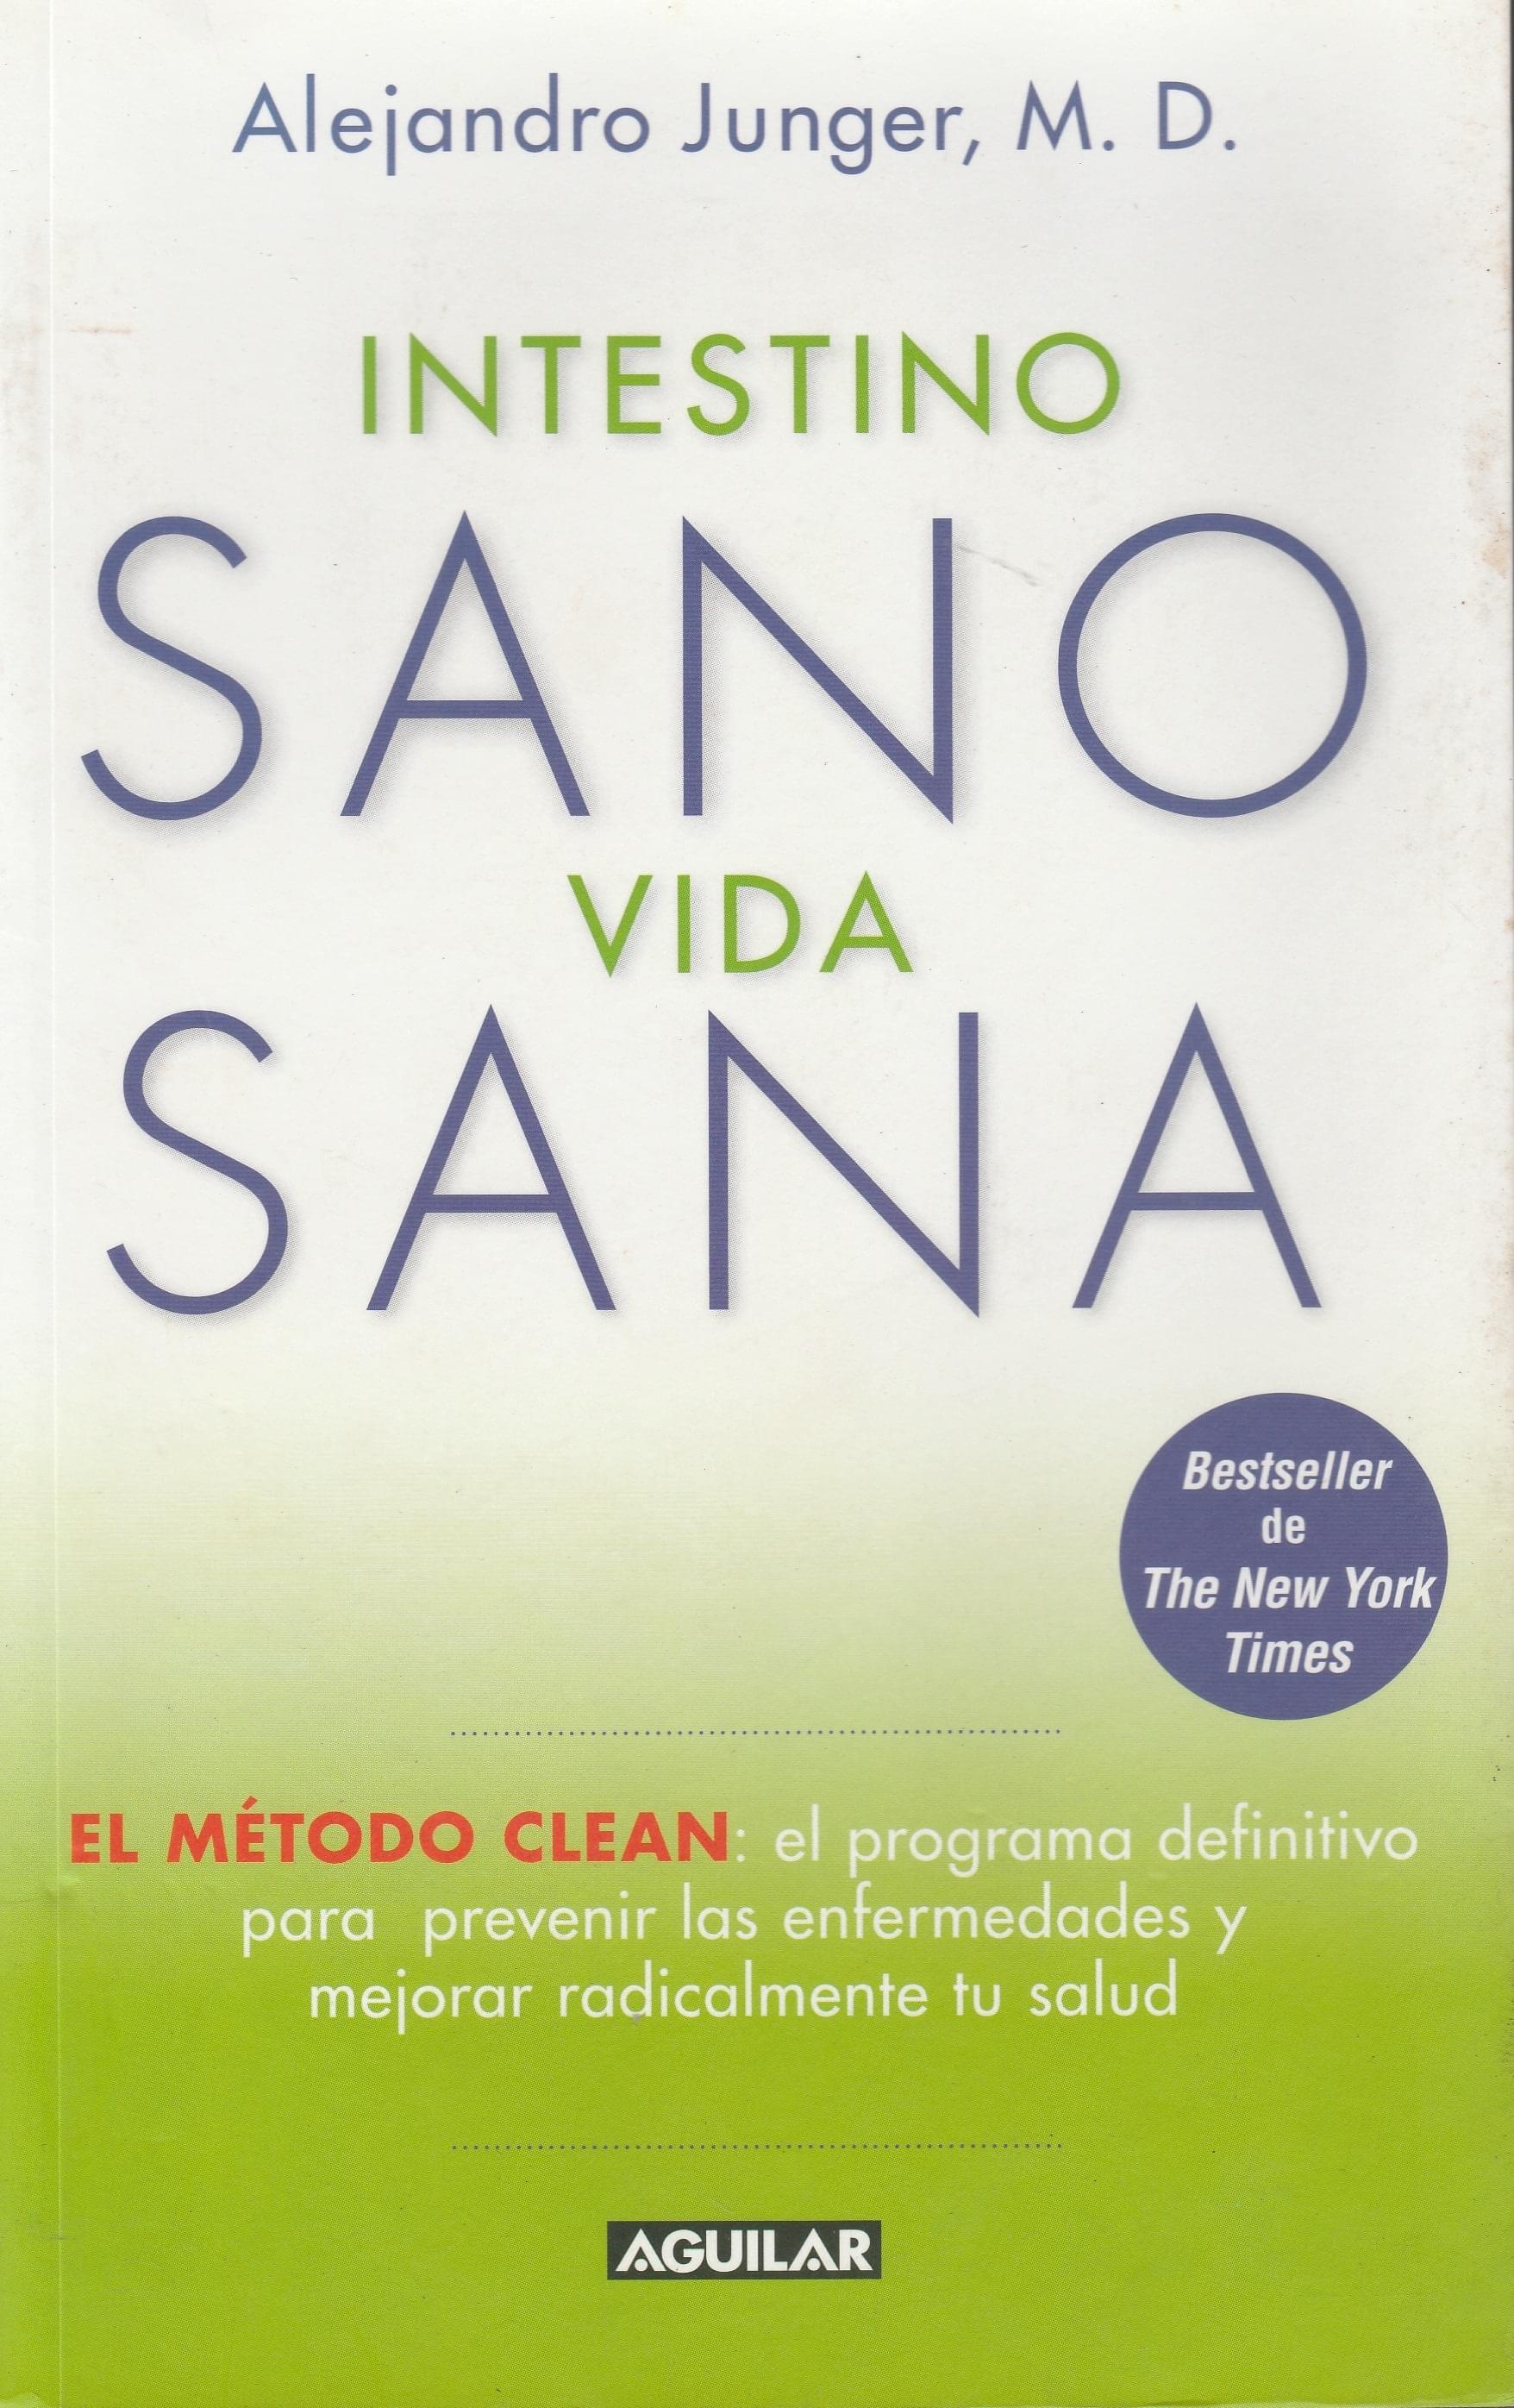 Alejandro Junger, M. D.
INTESTINO
SANO
VIDA
SANA
Bestseller
de
The New York
Times
EL MÉTODO CLEAN: el programa definitivo
para prevenir las enfermedades y
mejorar radicalmente tu salud
AGUILAR